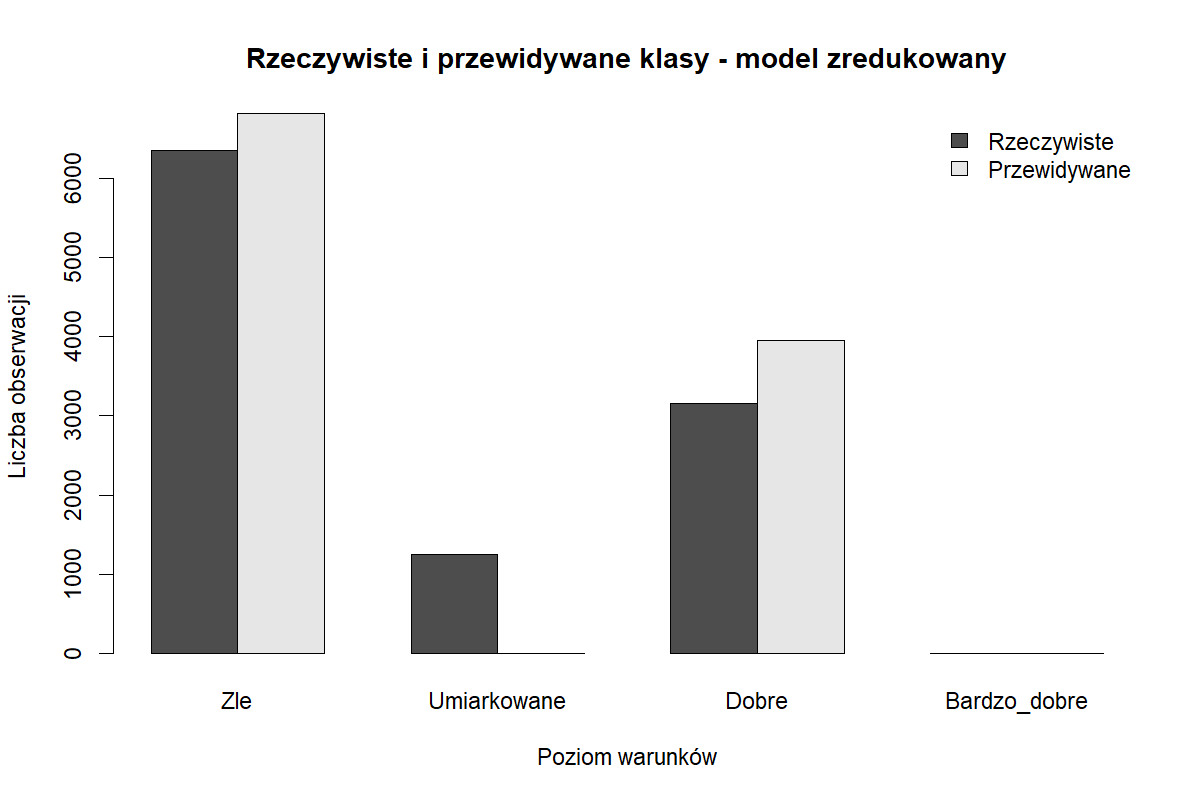 Rzeczywiste i przewidywane klasy - model zredukowany
Rzeczywiste
Przewidywane
Liczba obserwacji
6000
5000
4000
3000
2000
1000
0
Zle
Umiarkowane
Dobre
Bardzo_dobre
Poziom warunków